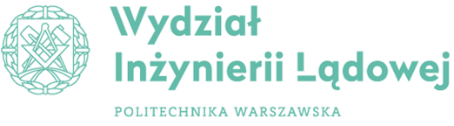 Wydział
Inżynierii Lądowej
POLITECHNIKA WARSZAWSKA